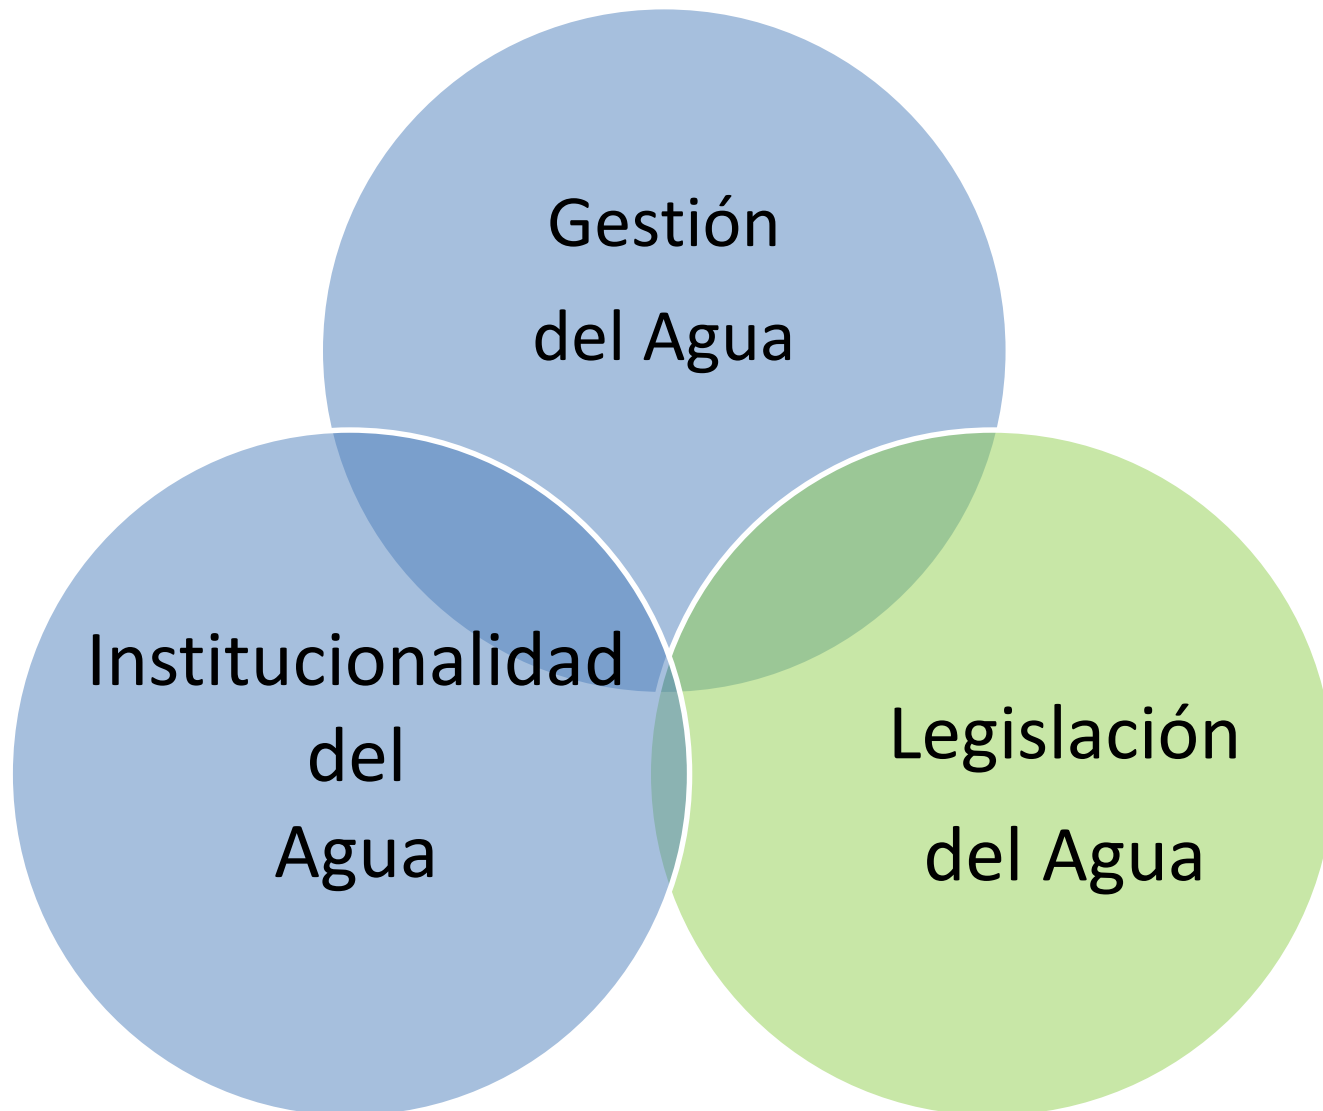 Gestión
del Agua
Institucionalidad
del
Agua
Legislación
del Agua